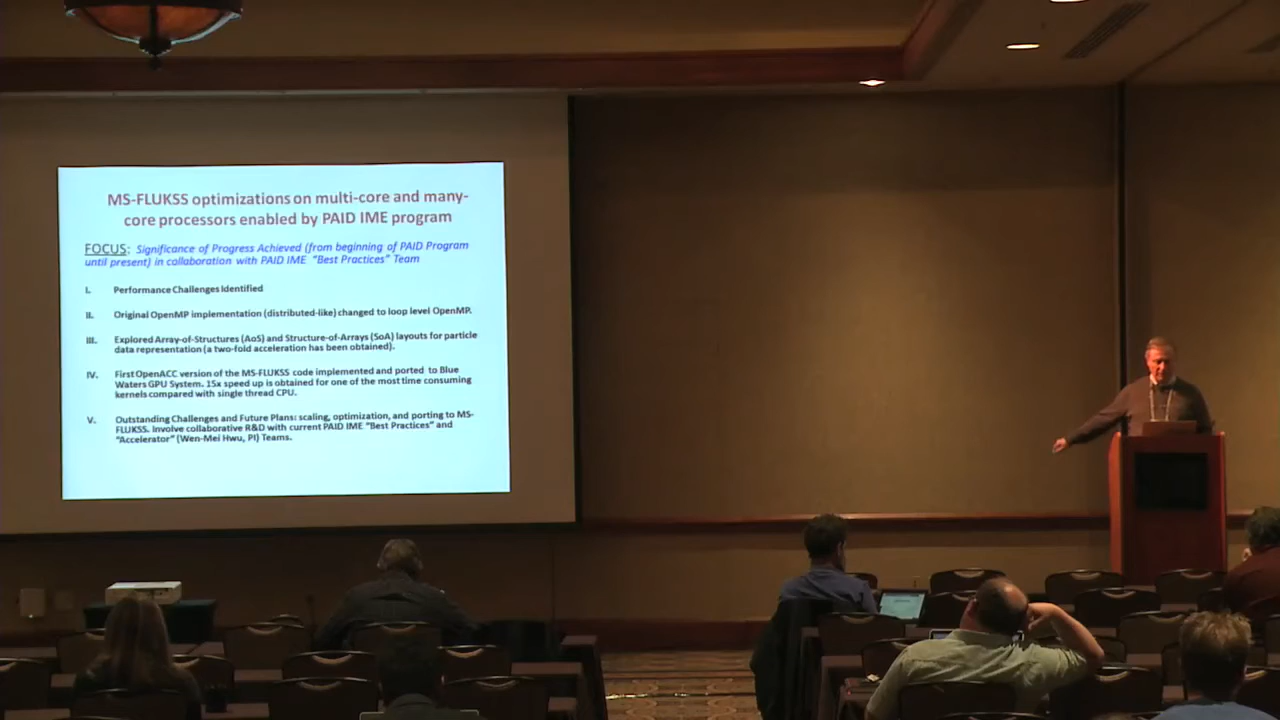 MS-FLUKSS optimizations on multi-core and many-
core processors enabled by PAID IME program
FOCUS: Significance of Progress Achieved (from beginning of PAID Program
until present) in collaboration with PAID IME "Best Practices" Team
I. Performance Challenges Identified
II. Original OpenMP implementation (distributed-like) changed to loop level OpenMP.
III. Explored Array-of-Structures (AoS) and Structure-of-Arrays (SoA) layouts for particle
data representation (a two-fold acceleration has been obtained).
IV. First OpenACC version of the MS-FLUKSS code implemented and ported to Blue
Waters GPU System. 15x speed up is obtained for one of the most time consuming
kernels compared with single thread CPU.
V. Outstanding Challenges and Future Plans: scaling, optimization, and porting to MS-
FLUKSS. Involve collaborative R&D with current PAID IME "Best Practices" and
"Accelerator" (Wen-Mei Hwu, PI) Teams.